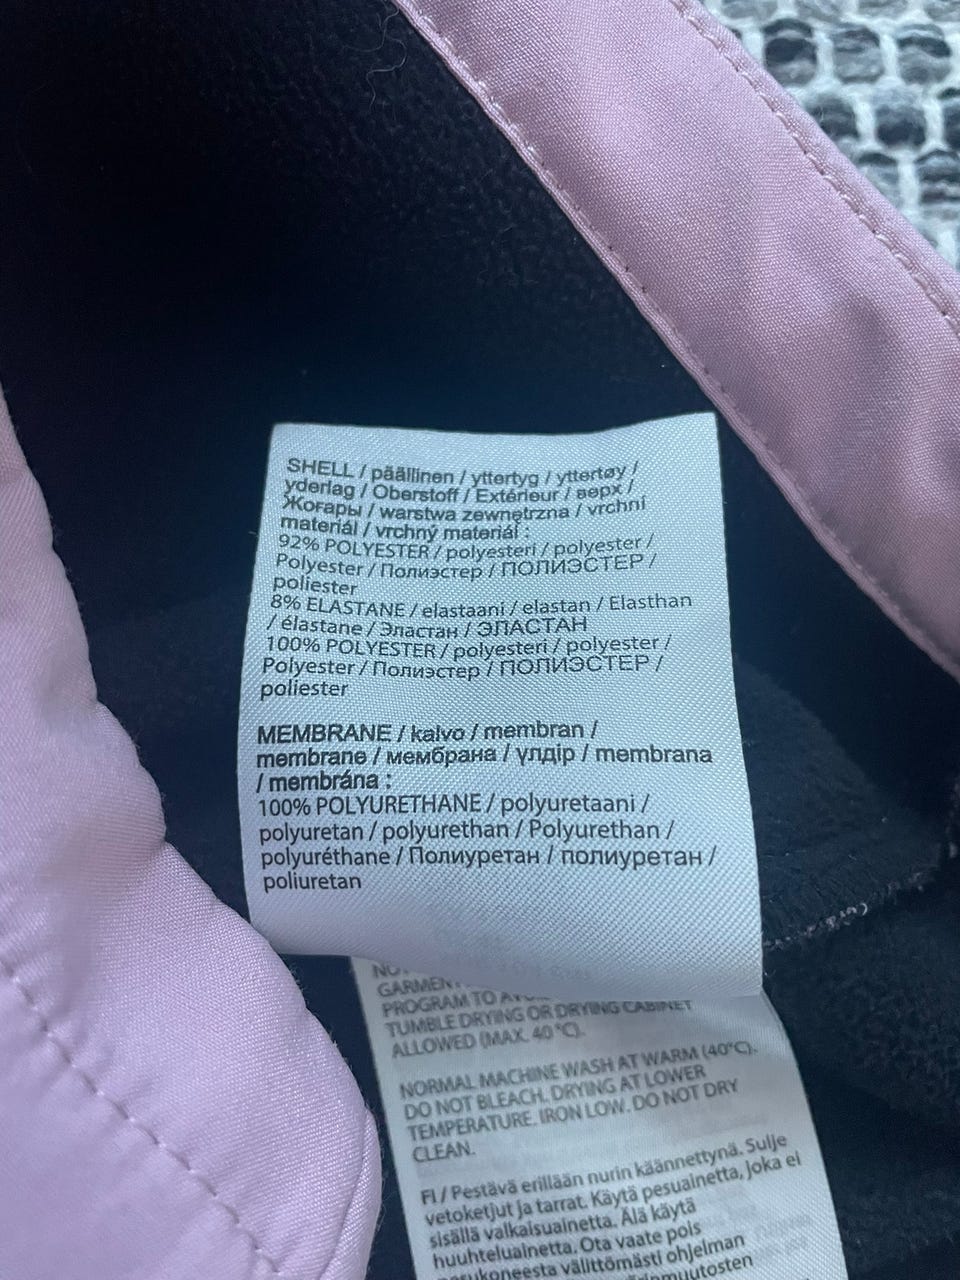 SHELL / päällinen / yttertyg / yttertøy /
yderlag / Oberstoff / Extérieur / верх /
Жоғары / warstwa zewnętrzna / vrchní
materiál / vrchný materiál :
92% POLYESTER / polyesteri / polyester /
Polyester / Полиэстер / ПОЛИЭСТЕР /
poliester
8% ELASTANE / elastaani / elastan / Elasthan
/ élastane / Эластан / ЭЛАСТАН
100% POLYESTER / polyesteri / polyester /
Polyester / Полиэстер / ПОЛИЭСТЕР /
poliester
MEMBRANE / kalvo / membran /
membrane / мембрана / үлдір / membrana
/ membrána :
100% POLYURETHANE / polyuretaani /
polyuretan / polyurethan / Polyurethan /
polyuréthane / Полиуретан / полиуретан /
poliuretan
PROGRAM TO
TUMBLE DRYING OR DRYING CABINET
ALLOWED (MAX. 40 °C).
NORMAL MACHINE WASH AT WARM (40°C).
DO NOT BLEACH. DRYING AT LOWER
TEMPERATURE. IRON LOW. DO NOT DRY
CLEAN.
FI / Pestävä erillään nurin käännettynä. Sulje
vetoketjut ja tarrat. Käytä pesuainetta, joka ei
sisällä valkaisuainetta. Älä käytä
huuhteluainetta. Ota vaate pois
pesukoneesta välittömästi ohjelman